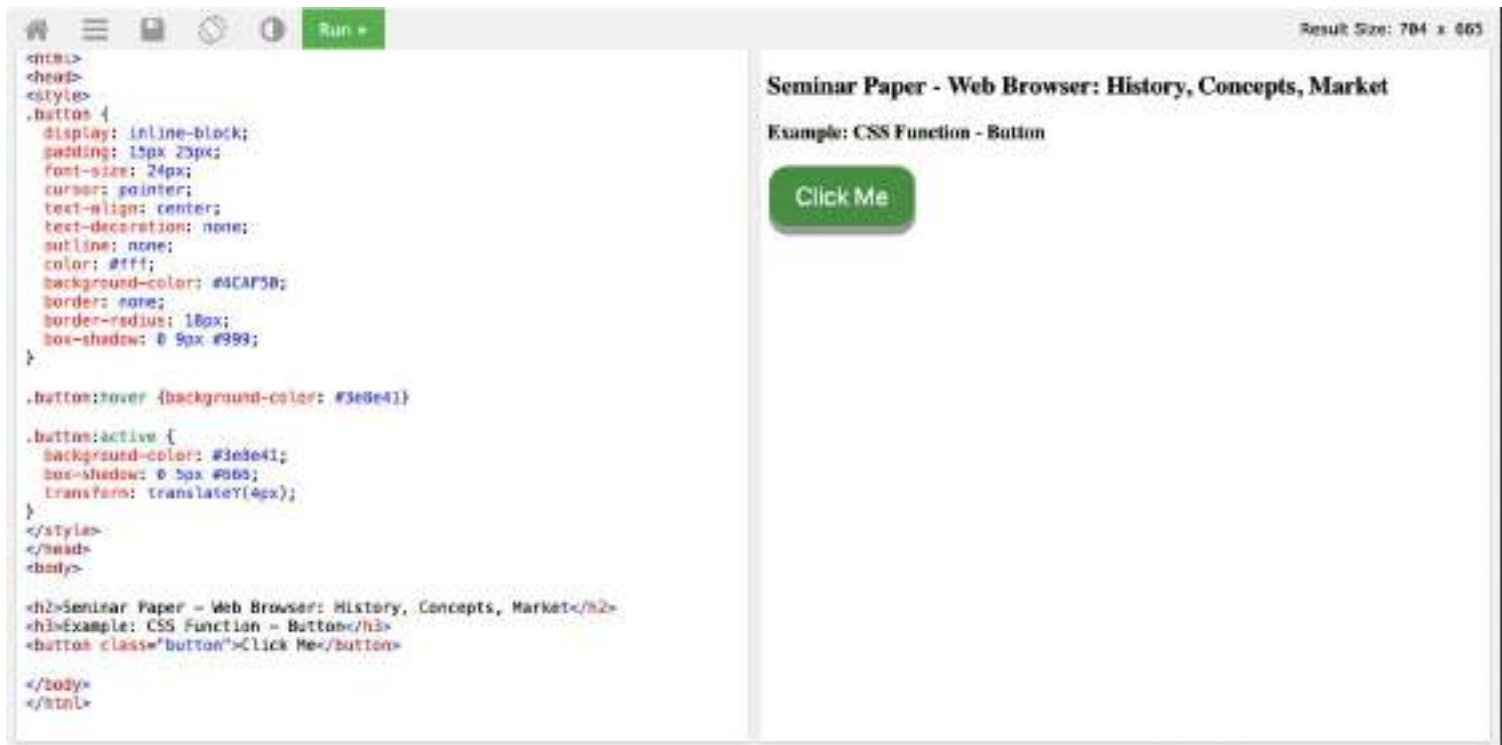 Run
Result Size: 704 x 665
<html>
<head>
<style>
.button {
display: inline-block;
padding: 15px 25px;
font-size: 24px;
cursor: pointer;
text-align: center;
text-decoration: none;
outline: none;
color: #fff;
background-color: #4CAF50;
border: none;
border-radius: 18px;
box-shadow: 0 9px #999;
}
.button:hover {background-color: #3e8e41}
.button:active {
background-color: #3e8e41;
box-shadow: 0 5px #666;
transform: translateY(4px);
}
</style>
</head>
<body>
<h2>Seminar Paper – Web Browser: History, Concepts, Market</h2>
<h3>Example: CSS Function – Button</h3>
<button class="button">Click Me</button>
</body>
</html>
Seminar Paper - Web Browser: History, Concepts, Market
Example: CSS Function - Button
Click Me